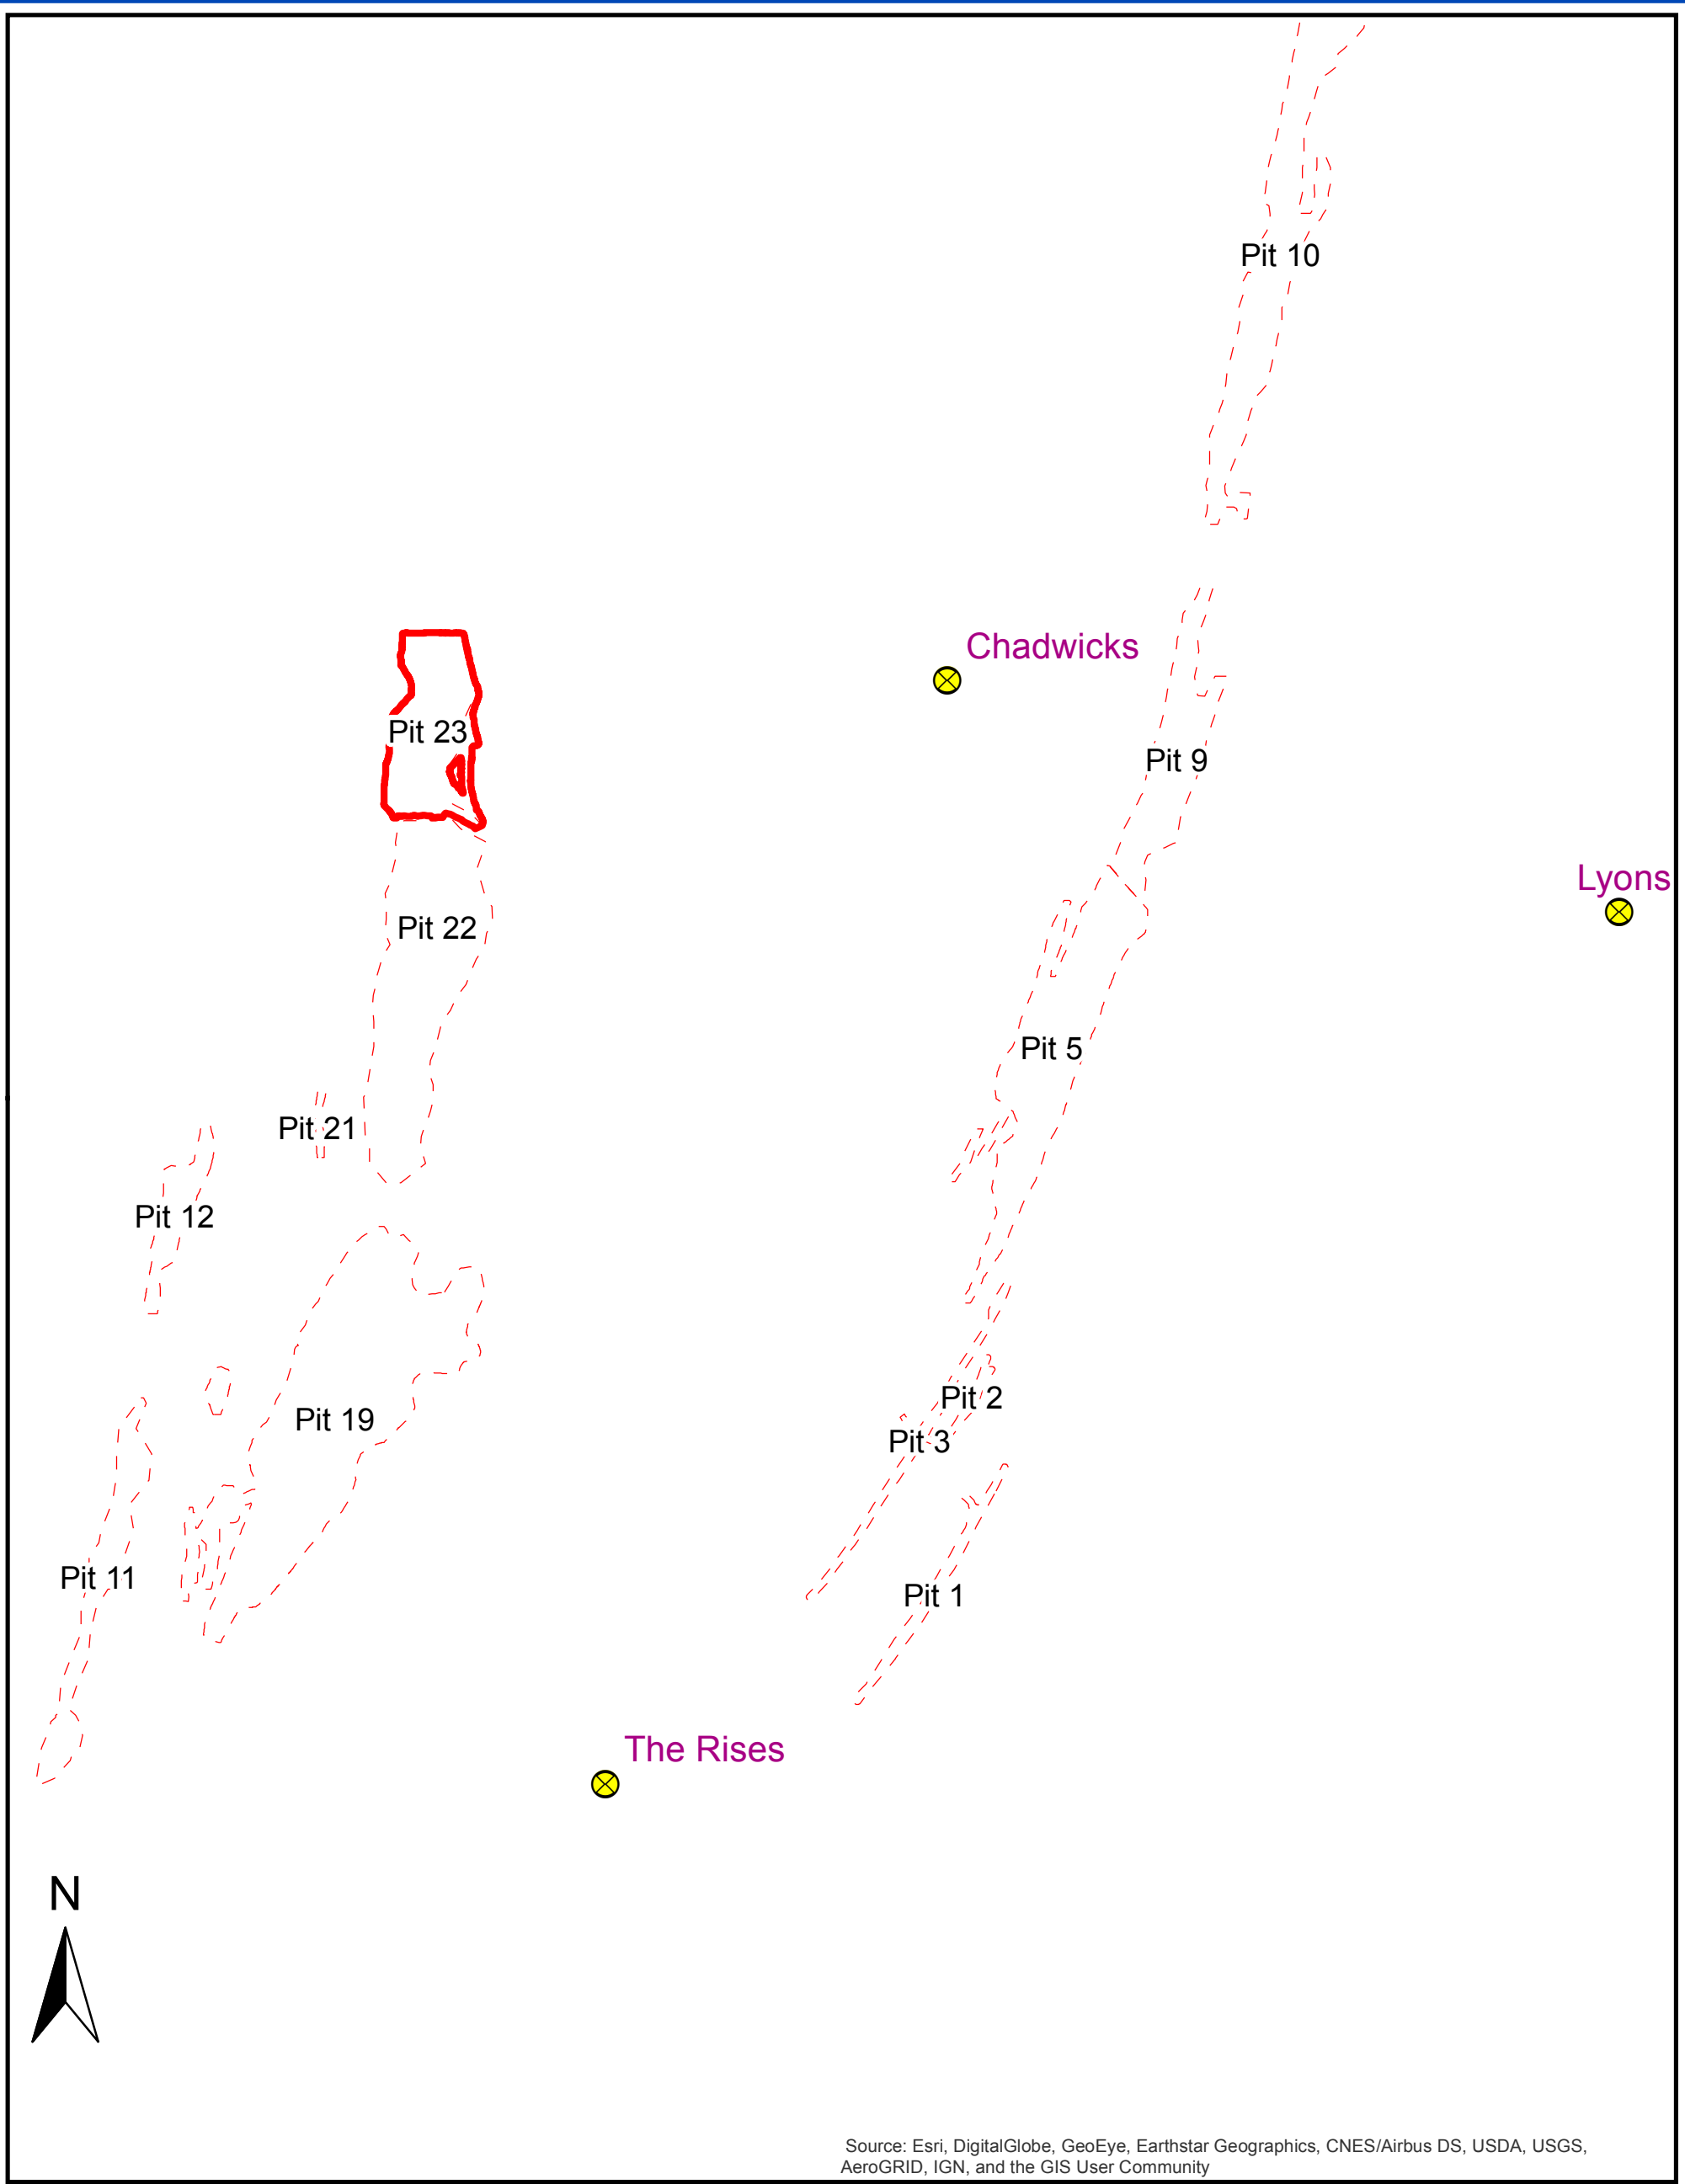 Pit 10
Chadwicks
Pit 23
Pit 9
Lyons
Pit 22
Pit 5
Pit 21
Pit 12
Pit 2
Pit 19
Pit 3
Pit 11
Pit 1
The Rises
N
Source: Esri, DigitalGlobe, GeoEye, Earthstar Geographics, CNES/Airbus DS, USDA, USGS,
AeroGRID, IGN, and the GIS User Community